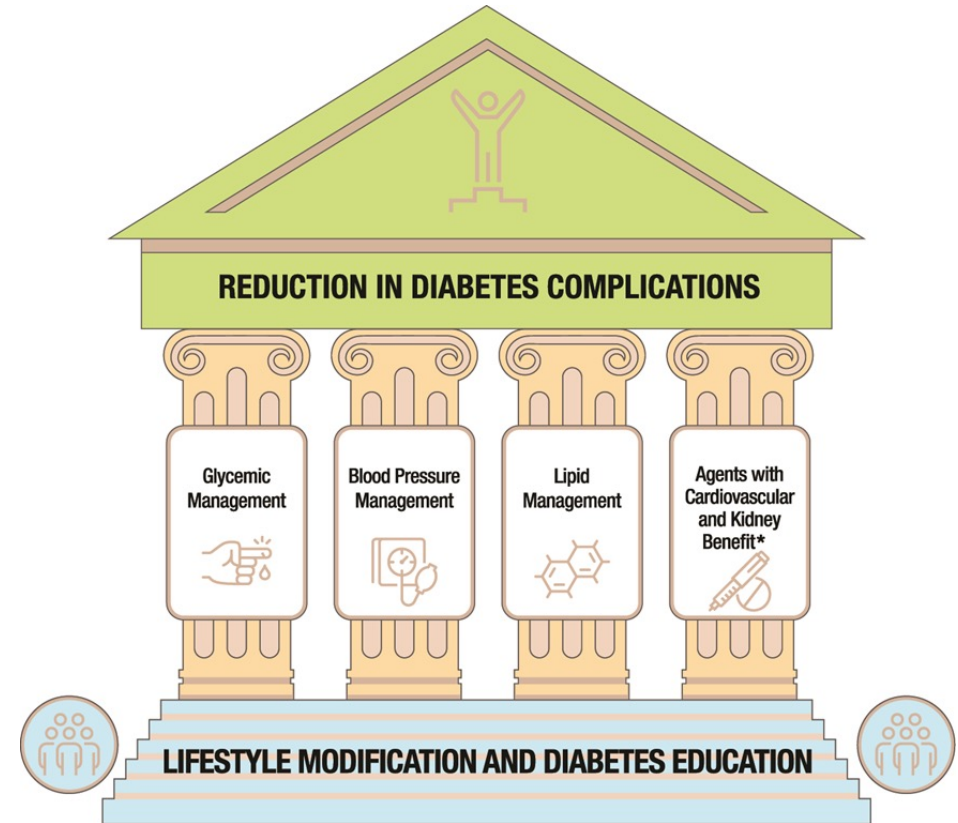 REDUCTION IN DIABETES COMPLICATIONS
Glycemic
Management
Blood Pressure
Management
Lipid
Management
Agents with
Cardiovascular
and Kidney
Benefit*
LIFESTYLE MODIFICATION AND DIABETES EDUCATION